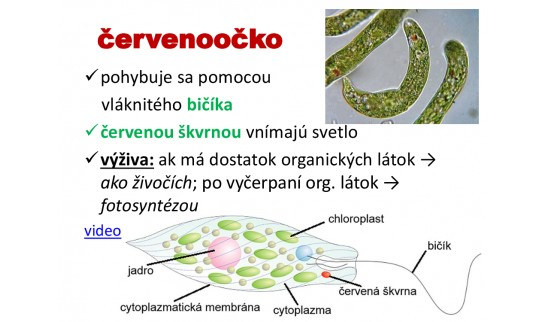 červenoočko
✓pohybuje sa pomocou
vláknitého bičíka
✓červenou škvrnou vnímajú svetlo
✓výživa: ak má dostatok organických látok →
ako živočích; po vyčerpaní org. látok →
fotosyntézou
video
chloroplast
bičík
jadro
červená škvrna
cytoplazmatická membrána
cytoplazma